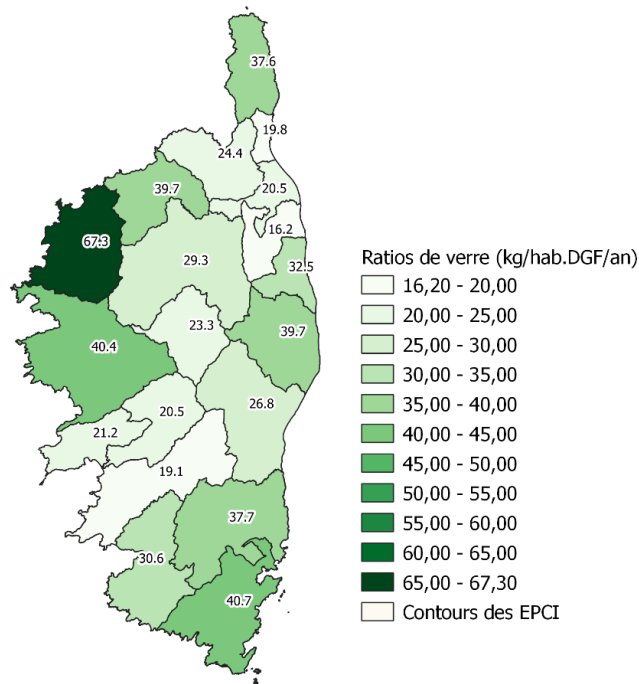 37.6
19.8
24.4
20.5
39.7
16.2
67.3
29.3
32.5
23.3
39.7
40.4
20.5
26.8
21.2
19.1
37.7
30.6
40.7
Ratios de verre (kg/hab.DGF/an)
16,20 - 20,00
20,00 - 25,00
25,00 - 30,00
30,00 - 35,00
35,00 - 40,00
40,00 - 45,00
45,00 - 50,00
50,00 - 55,00
55,00 - 60,00
60,00 - 65,00
65,00 - 67,30
Contours des EPCI